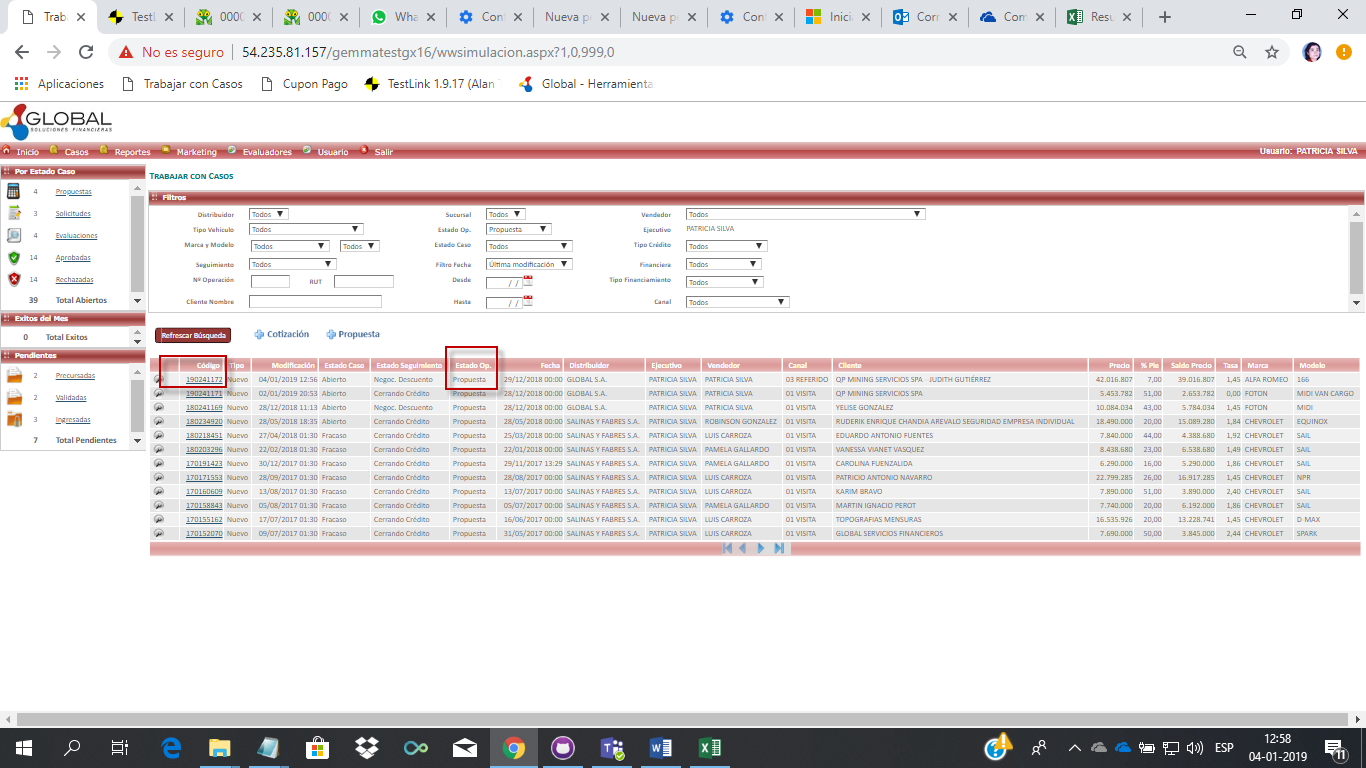 Trab
TestL
0000
0000
Wha
Cont
Nueva pe
Nueva pe
Cont
Inicia
Corr
Com
Resu
No es seguro | 54.235.81.157/gemmatestgx16/wwsimulacion.aspx?1,0,999,0
Aplicaciones Trabajar con Casos Cupon Pago TestLink 1.9.17 (Alan Global - Herramienta
GLOBAL
SOLUCIONES FINANCIERAS
Inicio Casos Reportes Marketing Evaluadores Usuario Salir Usuario: PATRICIA SILVA
Por Estado Caso
4 Propuestas
3 Solicitudes
4 Evaluaciones
14 Aprobadas
14 Rechazadas
39 Total Abiertos
Exitos del Mes
0 Total Exitos
Pendientes
2 Precursadas
2 Validadas
3 Ingresadas
7 Total Pendientes
TRABAJAR CON CASOS
Filtros
Distribuidor Todos Sucursal Todos Vendedor Todos
Tipo Vehiculo Todos Estado Op. Propuesta Ejecutivo PATRICIA SILVA
Marca y Modelo Todos Todos Estado Caso Todos Tipo Crédito Todos
Seguimiento Todos Filtro Fecha Última modificación Financiera Todos
Nº Operación RUT Desde / / Tipo Financiamiento Todos
Cliente Nombre Hasta / / Canal Todos
Refrescar Búsqueda Cotización Propuesta
Código Tipo Modificación Estado Caso Estado Seguimiento Estado Op. Fecha Distribuidor Ejecutivo Vendedor Canal Cliente Precio % Pie Saldo Precio Tasa Marca Modelo
190241172 Nuevo 04/01/2019 12:56 Abierto Negoc. Descuento Propuesta 29/12/2018 00:00 GLOBAL S.A. PATRICIA SILVA PATRICIA SILVA 03 REFERIDO QP MINING SERVICIOS SPA - JUDITH GUTIÉRREZ 42.016.807 7,00 39.016.807 1,45 ALFA ROMEO 166
190241171 Nuevo 02/01/2019 20:53 Abierto Cerrando Crédito Propuesta 28/12/2018 00:00 GLOBAL S.A. PATRICIA SILVA PATRICIA SILVA 01 VISITA QP MINING SERVICIOS SPA 5.453.782 51,00 2.653.782 0,00 FOTON MIDI VAN CARGO
180241169 Nuevo 28/12/2018 11:13 Abierto Negoc. Descuento Propuesta 28/12/2018 00:00 GLOBAL S.A. PATRICIA SILVA PATRICIA SILVA 01 VISITA YELISE GONZALEZ 10.084.034 43,00 5.784.034 1,45 FOTON MIDI
180234920 Nuevo 28/05/2018 18:35 Abierto Cerrando Crédito Propuesta 28/05/2018 00:00 SALINAS Y FABRES S.A. PATRICIA SILVA ROBINSON GONZALEZ 01 VISITA RUDERIK ENRIQUE CHANDIA AREVALO SEGURIDAD EMPRESA INDIVIDUAL 18.490.000 20,00 15.089.280 1,84 CHEVROLET EQUINOX
180218451 Nuevo 27/04/2018 01:30 Fracaso Cerrando Crédito Propuesta 25/03/2018 00:00 SALINAS Y FABRES S.A. PATRICIA SILVA LUIS CARROZA 01 VISITA EDUARDO ANTONIO FUENTES 7.840.000 44,00 4.388.680 1,92 CHEVROLET SAIL
180203296 Nuevo 22/02/2018 01:30 Fracaso Cerrando Crédito Propuesta 22/01/2018 00:00 SALINAS Y FABRES S.A. PATRICIA SILVA PAMELA GALLARDO 01 VISITA VANESSA VIANET VASQUEZ 8.438.680 23,00 6.538.680 1,49 CHEVROLET SAIL
170191423 Nuevo 30/12/2017 01:30 Fracaso Cerrando Crédito Propuesta 29/11/2017 13:29 SALINAS Y FABRES S.A. PATRICIA SILVA PAMELA GALLARDO 01 VISITA CAROLINA FUENZALIDA 6.290.000 16,00 5.290.000 1,86 CHEVROLET SAIL
170171553 Nuevo 28/09/2017 01:30 Fracaso Cerrando Crédito Propuesta 28/08/2017 00:00 SALINAS Y FABRES S.A. PATRICIA SILVA LUIS CARROZA 01 VISITA PATRICIO ANTONIO NAVARRO 22.799.285 26,00 16.917.285 1,45 CHEVROLET NPR
170160609 Nuevo 13/08/2017 01:30 Fracaso Cerrando Crédito Propuesta 13/07/2017 00:00 SALINAS Y FABRES S.A. PATRICIA SILVA LUIS CARROZA 01 VISITA KARIM BRAVO 7.890.000 51,00 3.890.000 2,40 CHEVROLET SAIL
170158843 Nuevo 05/08/2017 01:30 Fracaso Cerrando Crédito Propuesta 05/07/2017 00:00 SALINAS Y FABRES S.A. PATRICIA SILVA PAMELA GALLARDO 01 VISITA MARTIN IGNACIO PEROT 7.740.000 20,00 6.192.000 1,86 CHEVROLET SAIL
170155162 Nuevo 17/07/2017 01:30 Fracaso Cerrando Crédito Propuesta 16/06/2017 00:00 SALINAS Y FABRES S.A. PATRICIA SILVA LUIS CARROZA 01 VISITA TOPOGRAFIAS MENSURAS 16.535.926 20,00 13.228.741 1,45 CHEVROLET D MAX
170152070 Nuevo 09/07/2017 01:30 Fracaso Cerrando Crédito Propuesta 31/05/2017 00:00 SALINAS Y FABRES S.A. PATRICIA SILVA LUIS CARROZA 01 VISITA GLOBAL SERVICIOS FINANCIEROS 7.690.000 50,00 3.845.000 2,44 CHEVROLET SPARK
ESP
12:58
04-01-2019
11